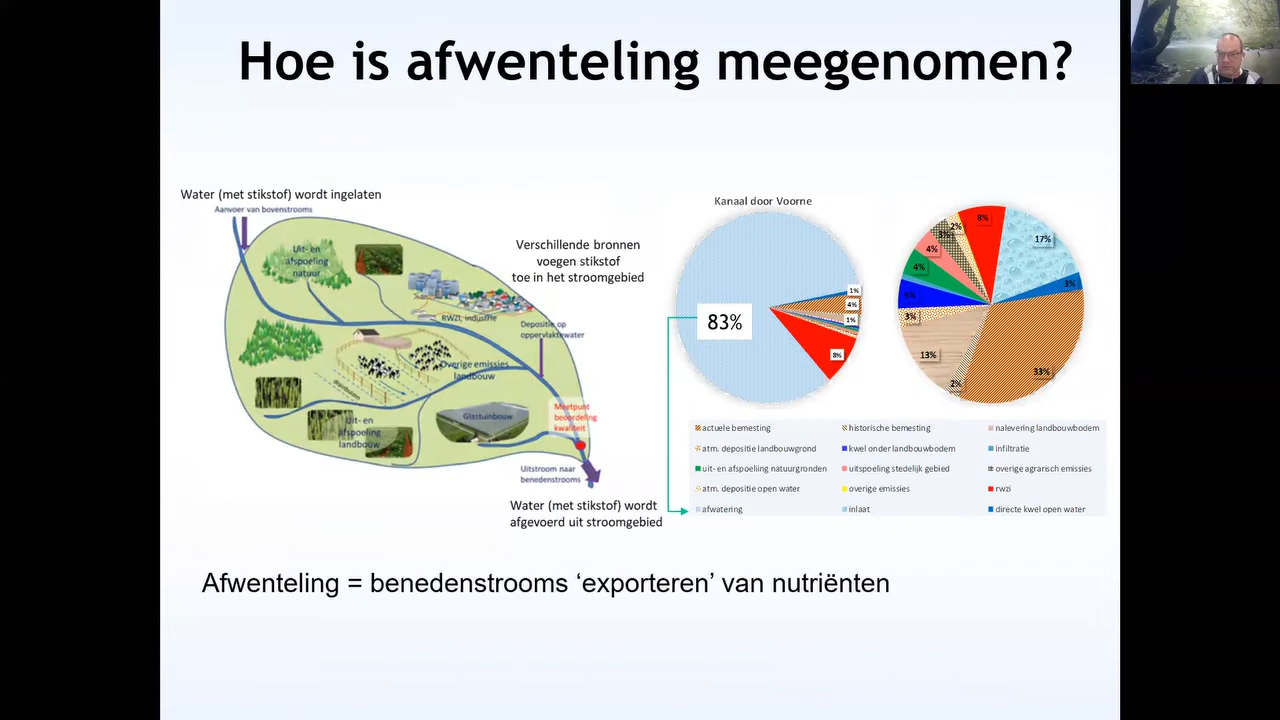 Hoe is afwenteling meegenomen?
Water (met stikstof) wordt ingelaten
Aanvoer van bovenstrooms
Uit- en
afspoeling
natuur
Verschillende bronnen
voegen stikstof
toe in het stroomgebied
RWZI, industrie
Depositie op
oppervlaktewater
Overige emissies
landbouw
Meetpunt
beoordeling
kwaliteit
Glastuinbouw
Uit- en
afspoeling
landbouw
Uitstroom naar
benedenstrooms
Water (met stikstof) wordt
afgevoerd uit stroomgebied
Kanaal door Voorne
83%
1%
4%
1%
8%
8%
17%
3%
33%
2%
13%
3%
5%
4%
4%
3%
2%
actuele bemesting
historische bemesting
nalevering landbouwbodem
atm. depositie landbouwgrond
kwel onder landbouwbodem
infiltratie
uit- en afspoeliing natuurgronden
uitspoeling stedelijk gebied
overige agrarisch emissies
atm. depositie open water
overige emissies
rwzi
afwatering
inlaat
directe kwel open water
Afwenteling = benedenstrooms ‘exporteren’ van nutriënten